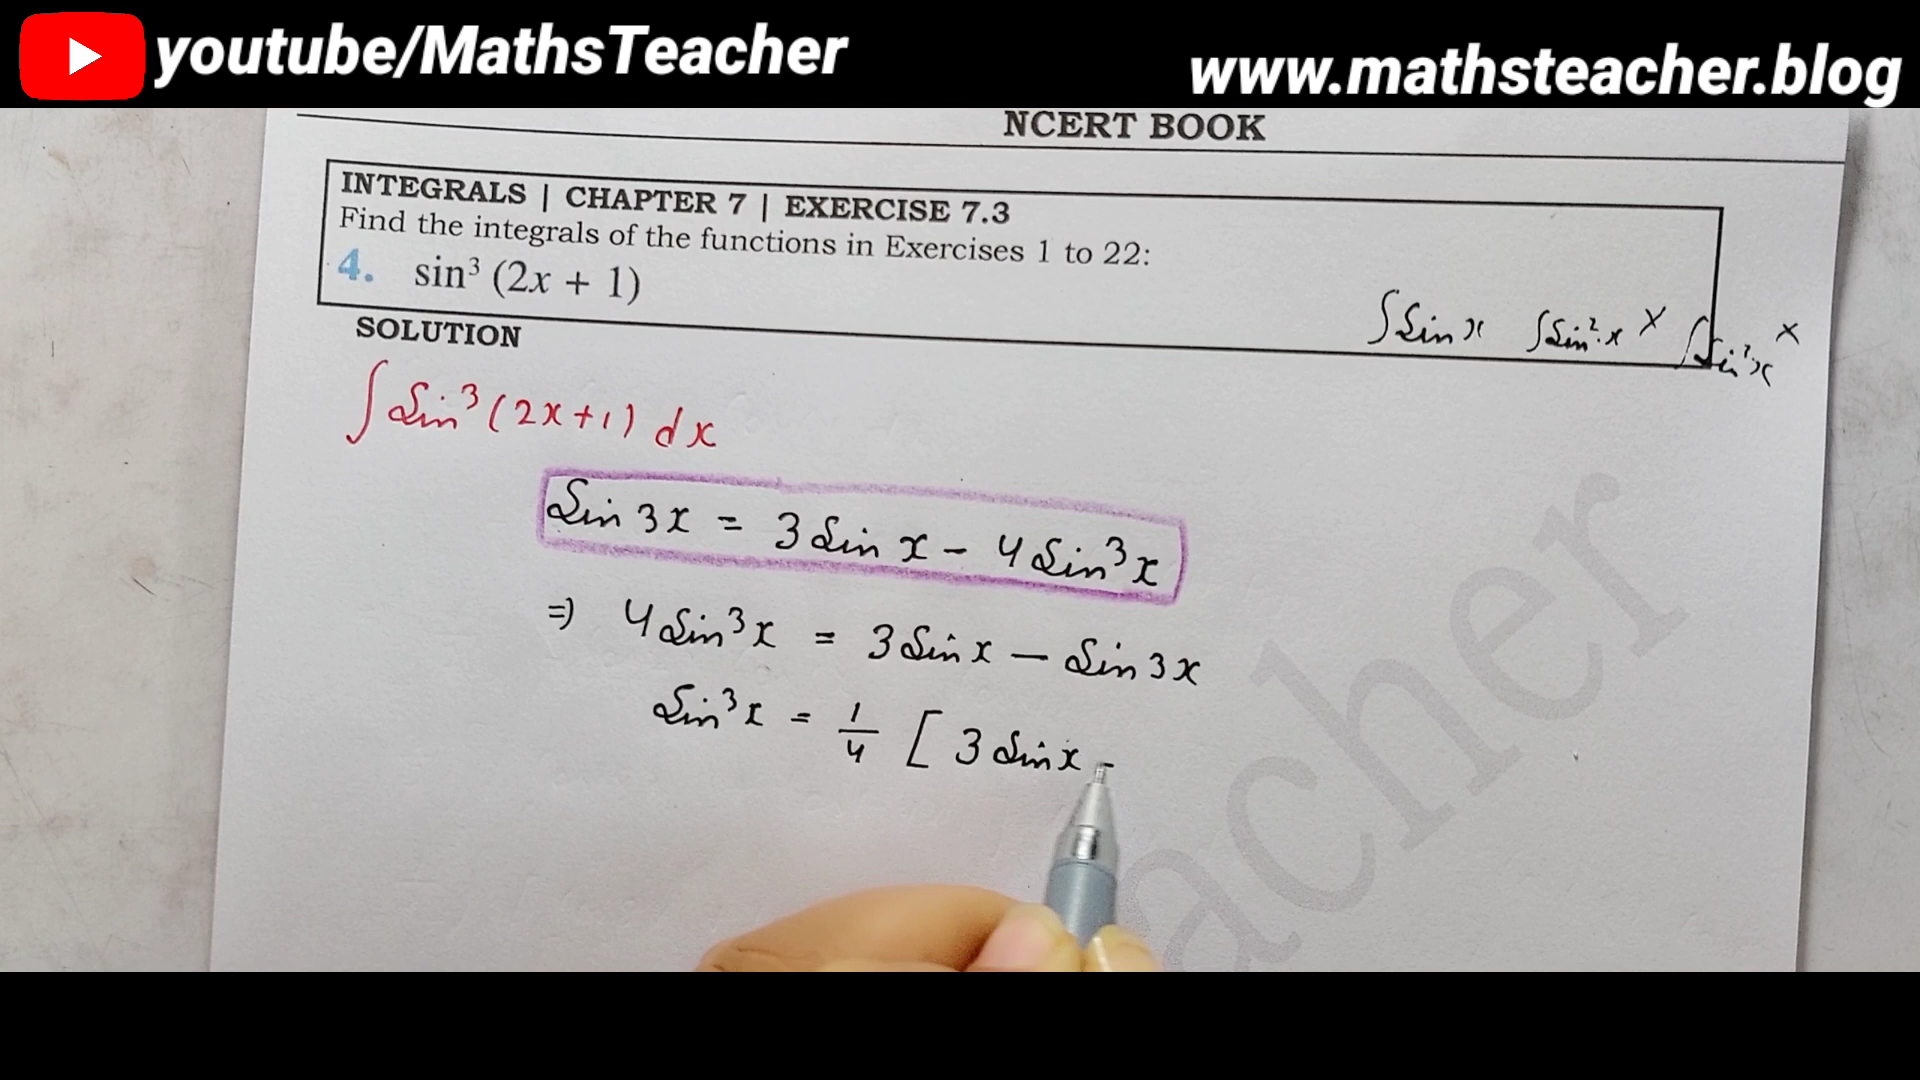 youtube/MathsTeacher
www.mathsteacher.blog
NCERT BOOK
INTEGRALS | CHAPTER 7 | EXERCISE 7.3
Find the integrals of the functions in Exercises 1 to 22:
4. sin³ (2x + 1)
∫Sin x ∫Sin²x × ×
SOLUTION
∫ Sin³ (2x+1) dx
Sin 3x = 3 Sin x − 4 Sin³x
⇒ 4 Sin³x = 3 Sin x − Sin 3x
Sin³x = 1/4 [ 3 Sin x -
acher